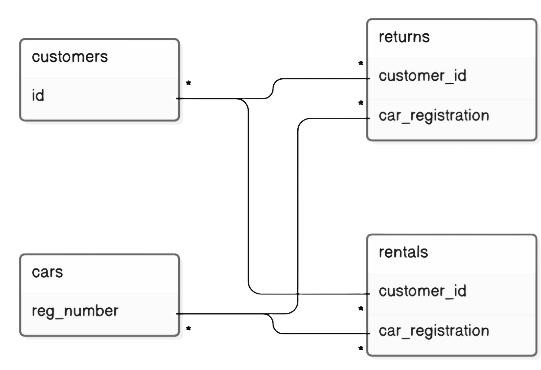 customers
id
*
returns
*
customer_id
*
car_registration
cars
reg_number
*
rentals
customer_id
*
car_registration
*